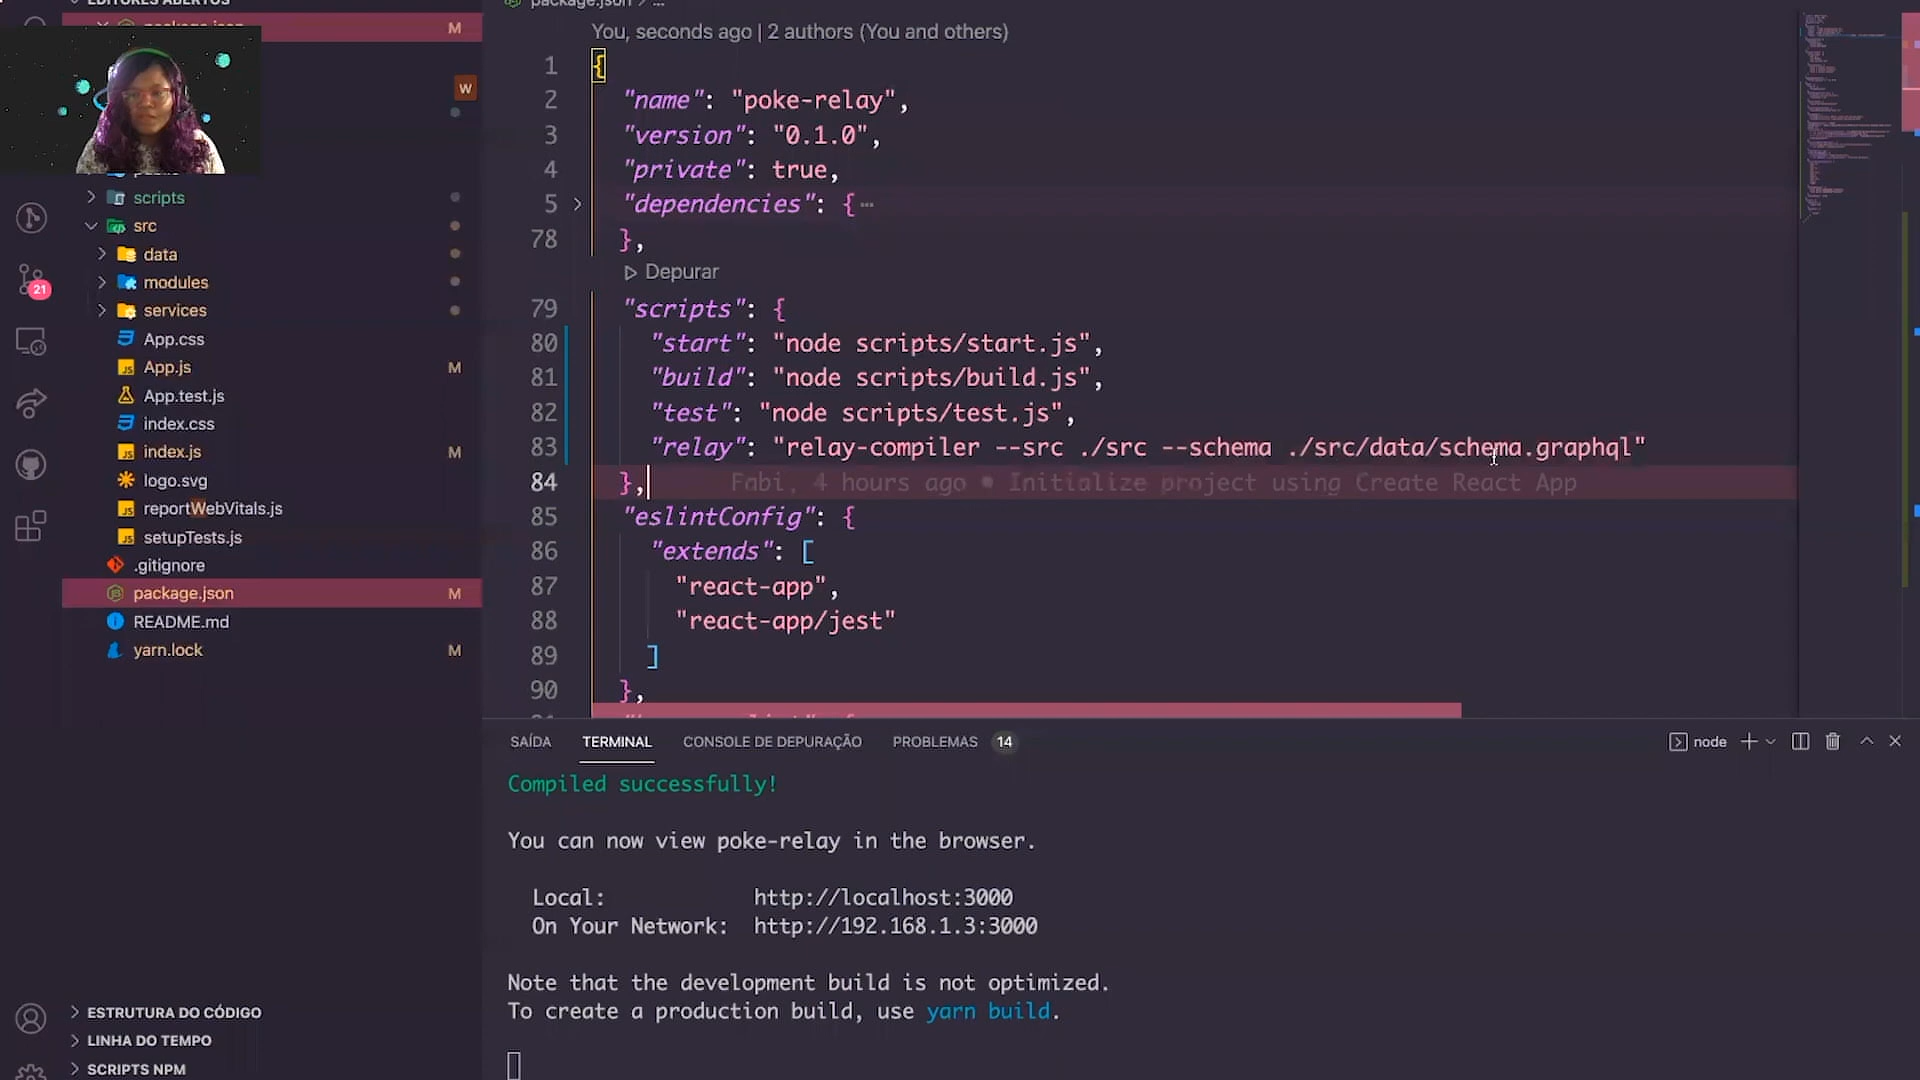 EDITORES ABERTOS
package.json M
W
scripts
src
data
modules
services
App.css
App.js M
App.test.js
index.css
index.js M
logo.svg
reportWebVitals.js
setupTests.js
.gitignore
package.json M
README.md
yarn.lock M
21
ESTRUTURA DO CÓDIGO
LINHA DO TEMPO
SCRIPTS NPM
package.json > ...
You, seconds ago | 2 authors (You and others)
1 {
2 "name": "poke-relay",
3 "version": "0.1.0",
4 "private": true,
5 "dependencies": {…
78 },
Depurar
79 "scripts": {
80 "start": "node scripts/start.js",
81 "build": "node scripts/build.js",
82 "test": "node scripts/test.js",
83 "relay": "relay-compiler --src ./src --schema ./src/data/schema.graphql"
84 }, Fabi, 4 hours ago • Initialize project using Create React App
85 "eslintConfig": {
86 "extends": [
87 "react-app",
88 "react-app/jest"
89 ]
90 },
SAÍDA TERMINAL CONSOLE DE DEPURAÇÃO PROBLEMAS 14 node
Compiled successfully!
You can now view poke-relay in the browser.
Local: http://localhost:3000
On Your Network: http://192.168.1.3:3000
Note that the development build is not optimized.
To create a production build, use yarn build.